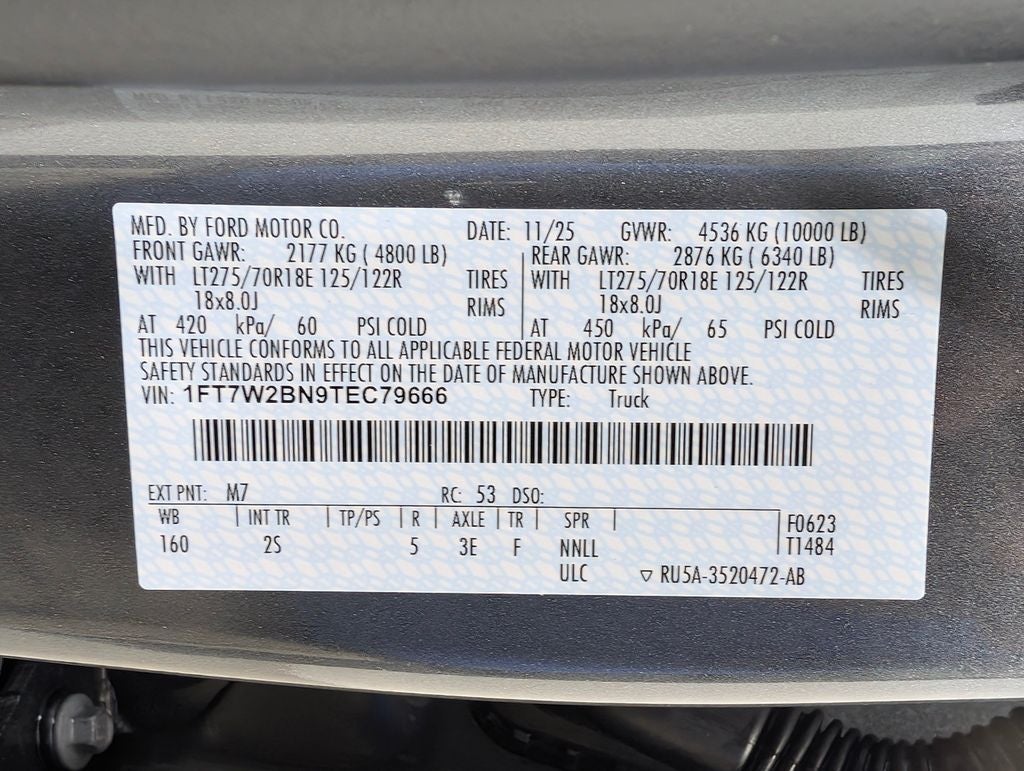 MFD. BY FORD MOTOR CO. DATE: 11/25 GVWR: 4536 KG (10000 LB)
FRONT GAWR: 2177 KG ( 4800 LB) REAR GAWR: 2876 KG ( 6340 LB)
WITH LT275/70R18E 125/122R TIRES WITH LT275/70R18E 125/122R TIRES
18x8.0J RIMS 18x8.0J RIMS
AT 420 kPa/ 60 PSI COLD AT 450 kPa/ 65 PSI COLD
THIS VEHICLE CONFORMS TO ALL APPLICABLE FEDERAL MOTOR VEHICLE
SAFETY STANDARDS IN EFFECT ON THE DATE OF MANUFACTURE SHOWN ABOVE.
VIN: 1FT7W2BN9TEC79666 TYPE: Truck
EXT PNT: M7 RC: 53 DSO:
WB | INT TR | TP/PS | R | AXLE | TR | SPR | F0623
160 2S 5 3E F NNLL T1484
ULC ▽ RU5A-3520472-AB